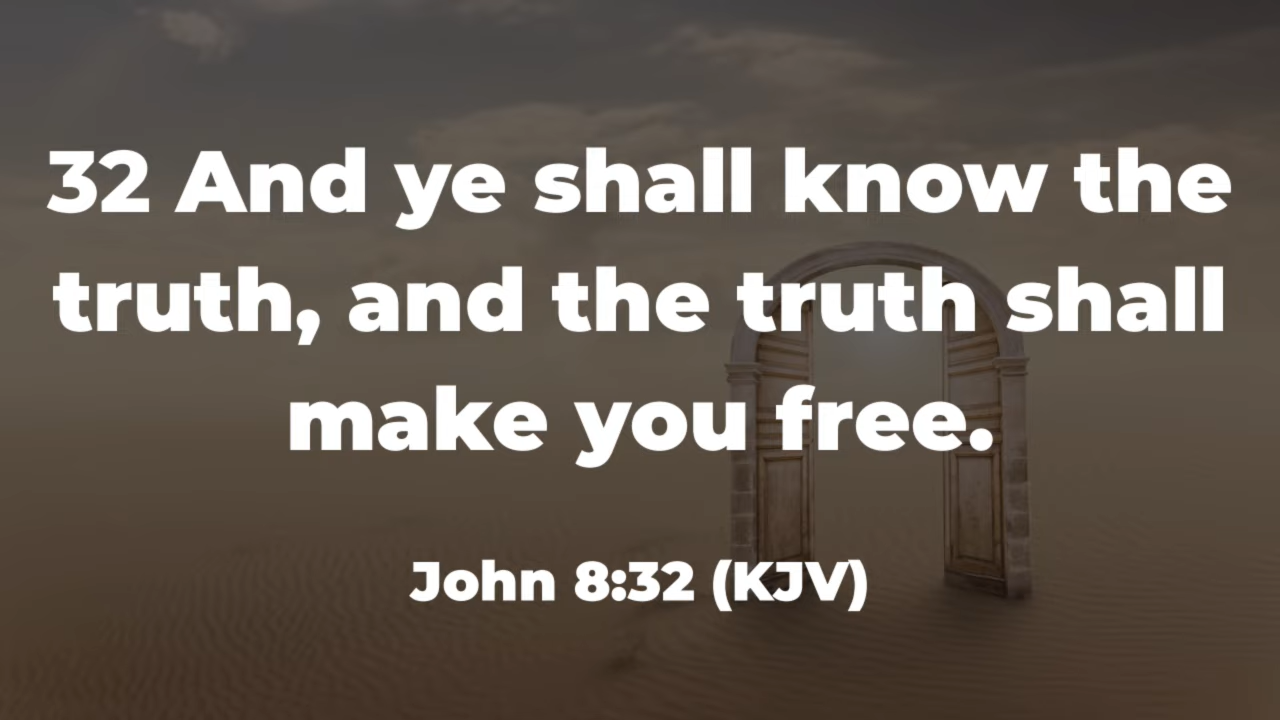 32 And ye shall know the
truth, and the truth shall
make you free.
John 8:32 (KJV)